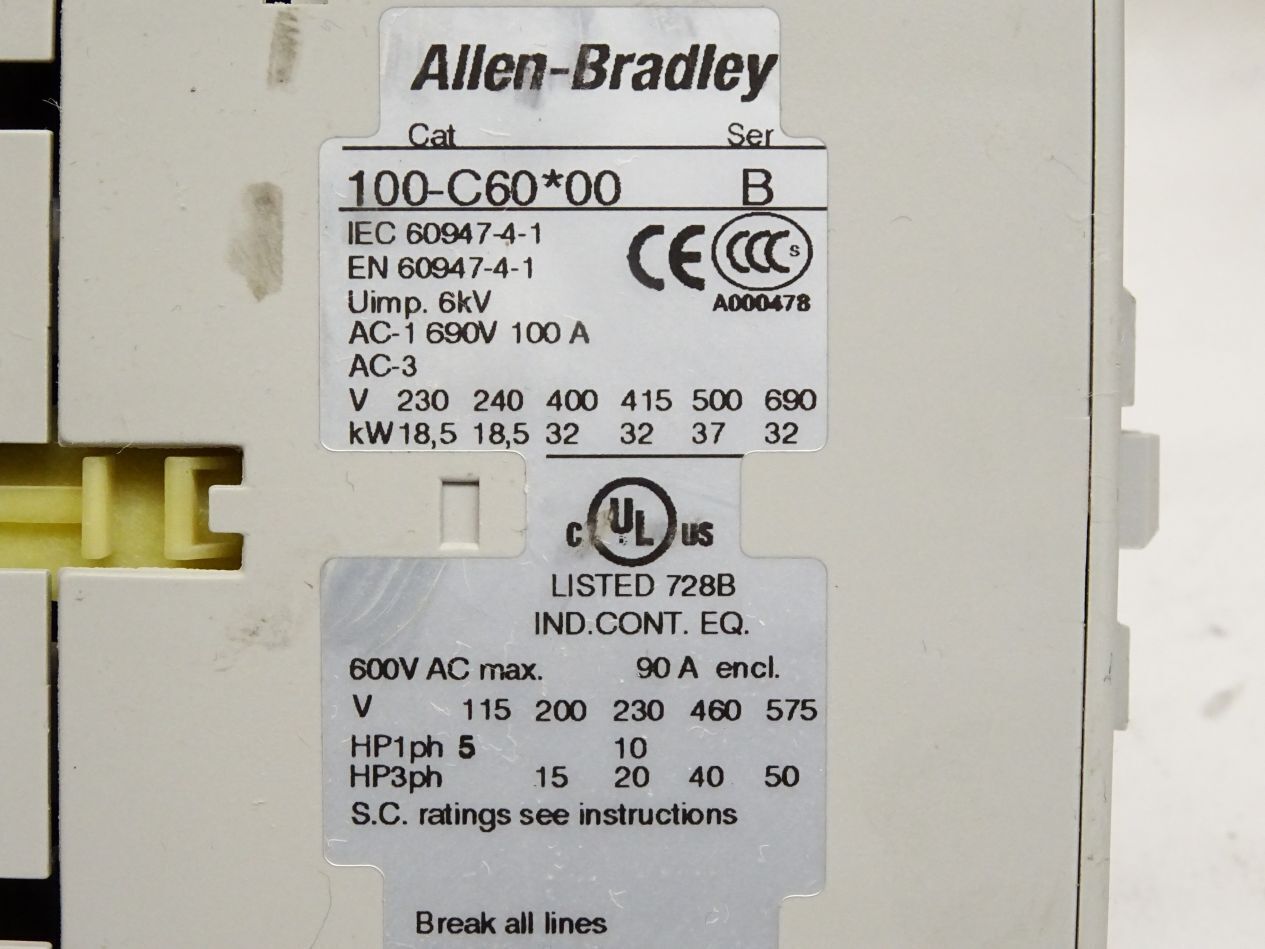 Allen-Bradley
Cat Ser
100-C60*00 B
IEC 60947-4-1
EN 60947-4-1
CE CCC S
Uimp. 6kV
A000478
AC-1 690V 100 A
AC-3
V 230 240 400 415 500 690
kW 18,5 18,5 32 32 37 32
c UL us
LISTED 728B
IND.CONT. EQ.
600V AC max. 90 A encl.
V 115 200 230 460 575
HP1ph 5 10
HP3ph 15 20 40 50
S.C. ratings see instructions
Break all lines